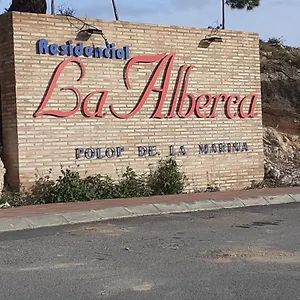 Residencial
La Alberca
POLOP DE LA MARINA